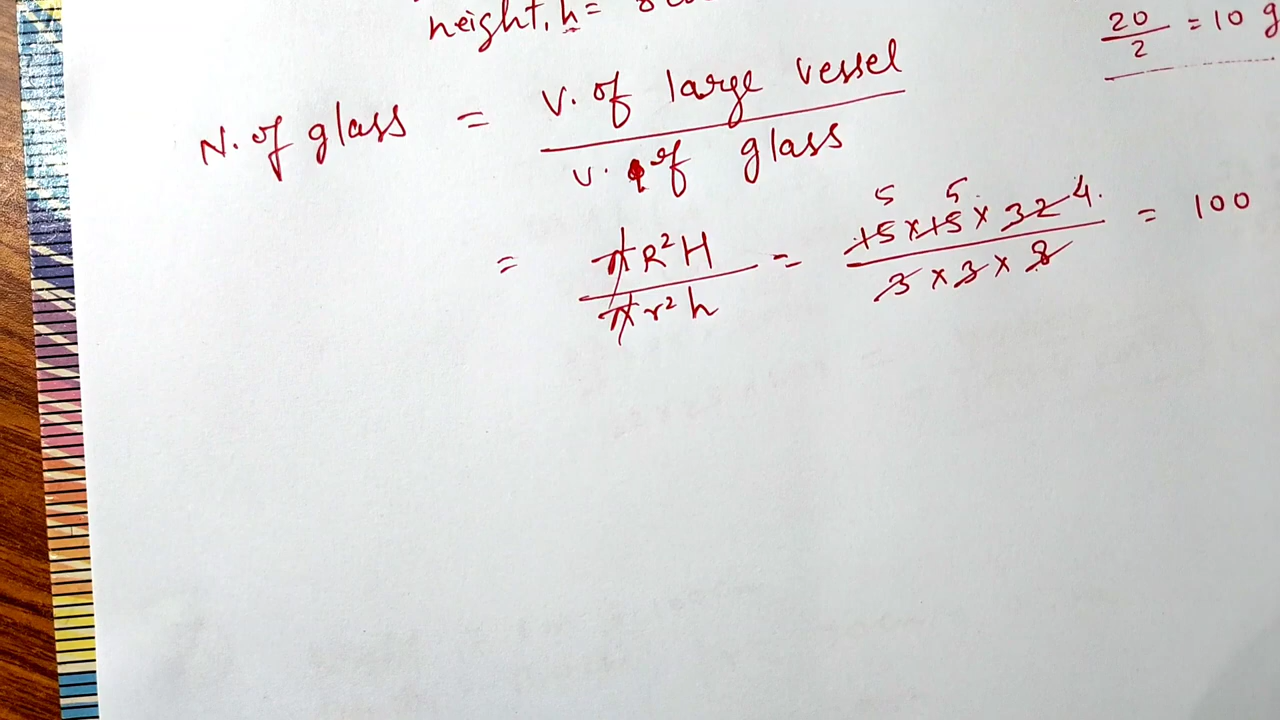 height, h =
20/2 = 10 g
N. of glass = V. of large vessel / V. of glass
= πR²H / πr²h = 15 × 15 × 32 / 3 × 3 × 8 = 100
5 5 4